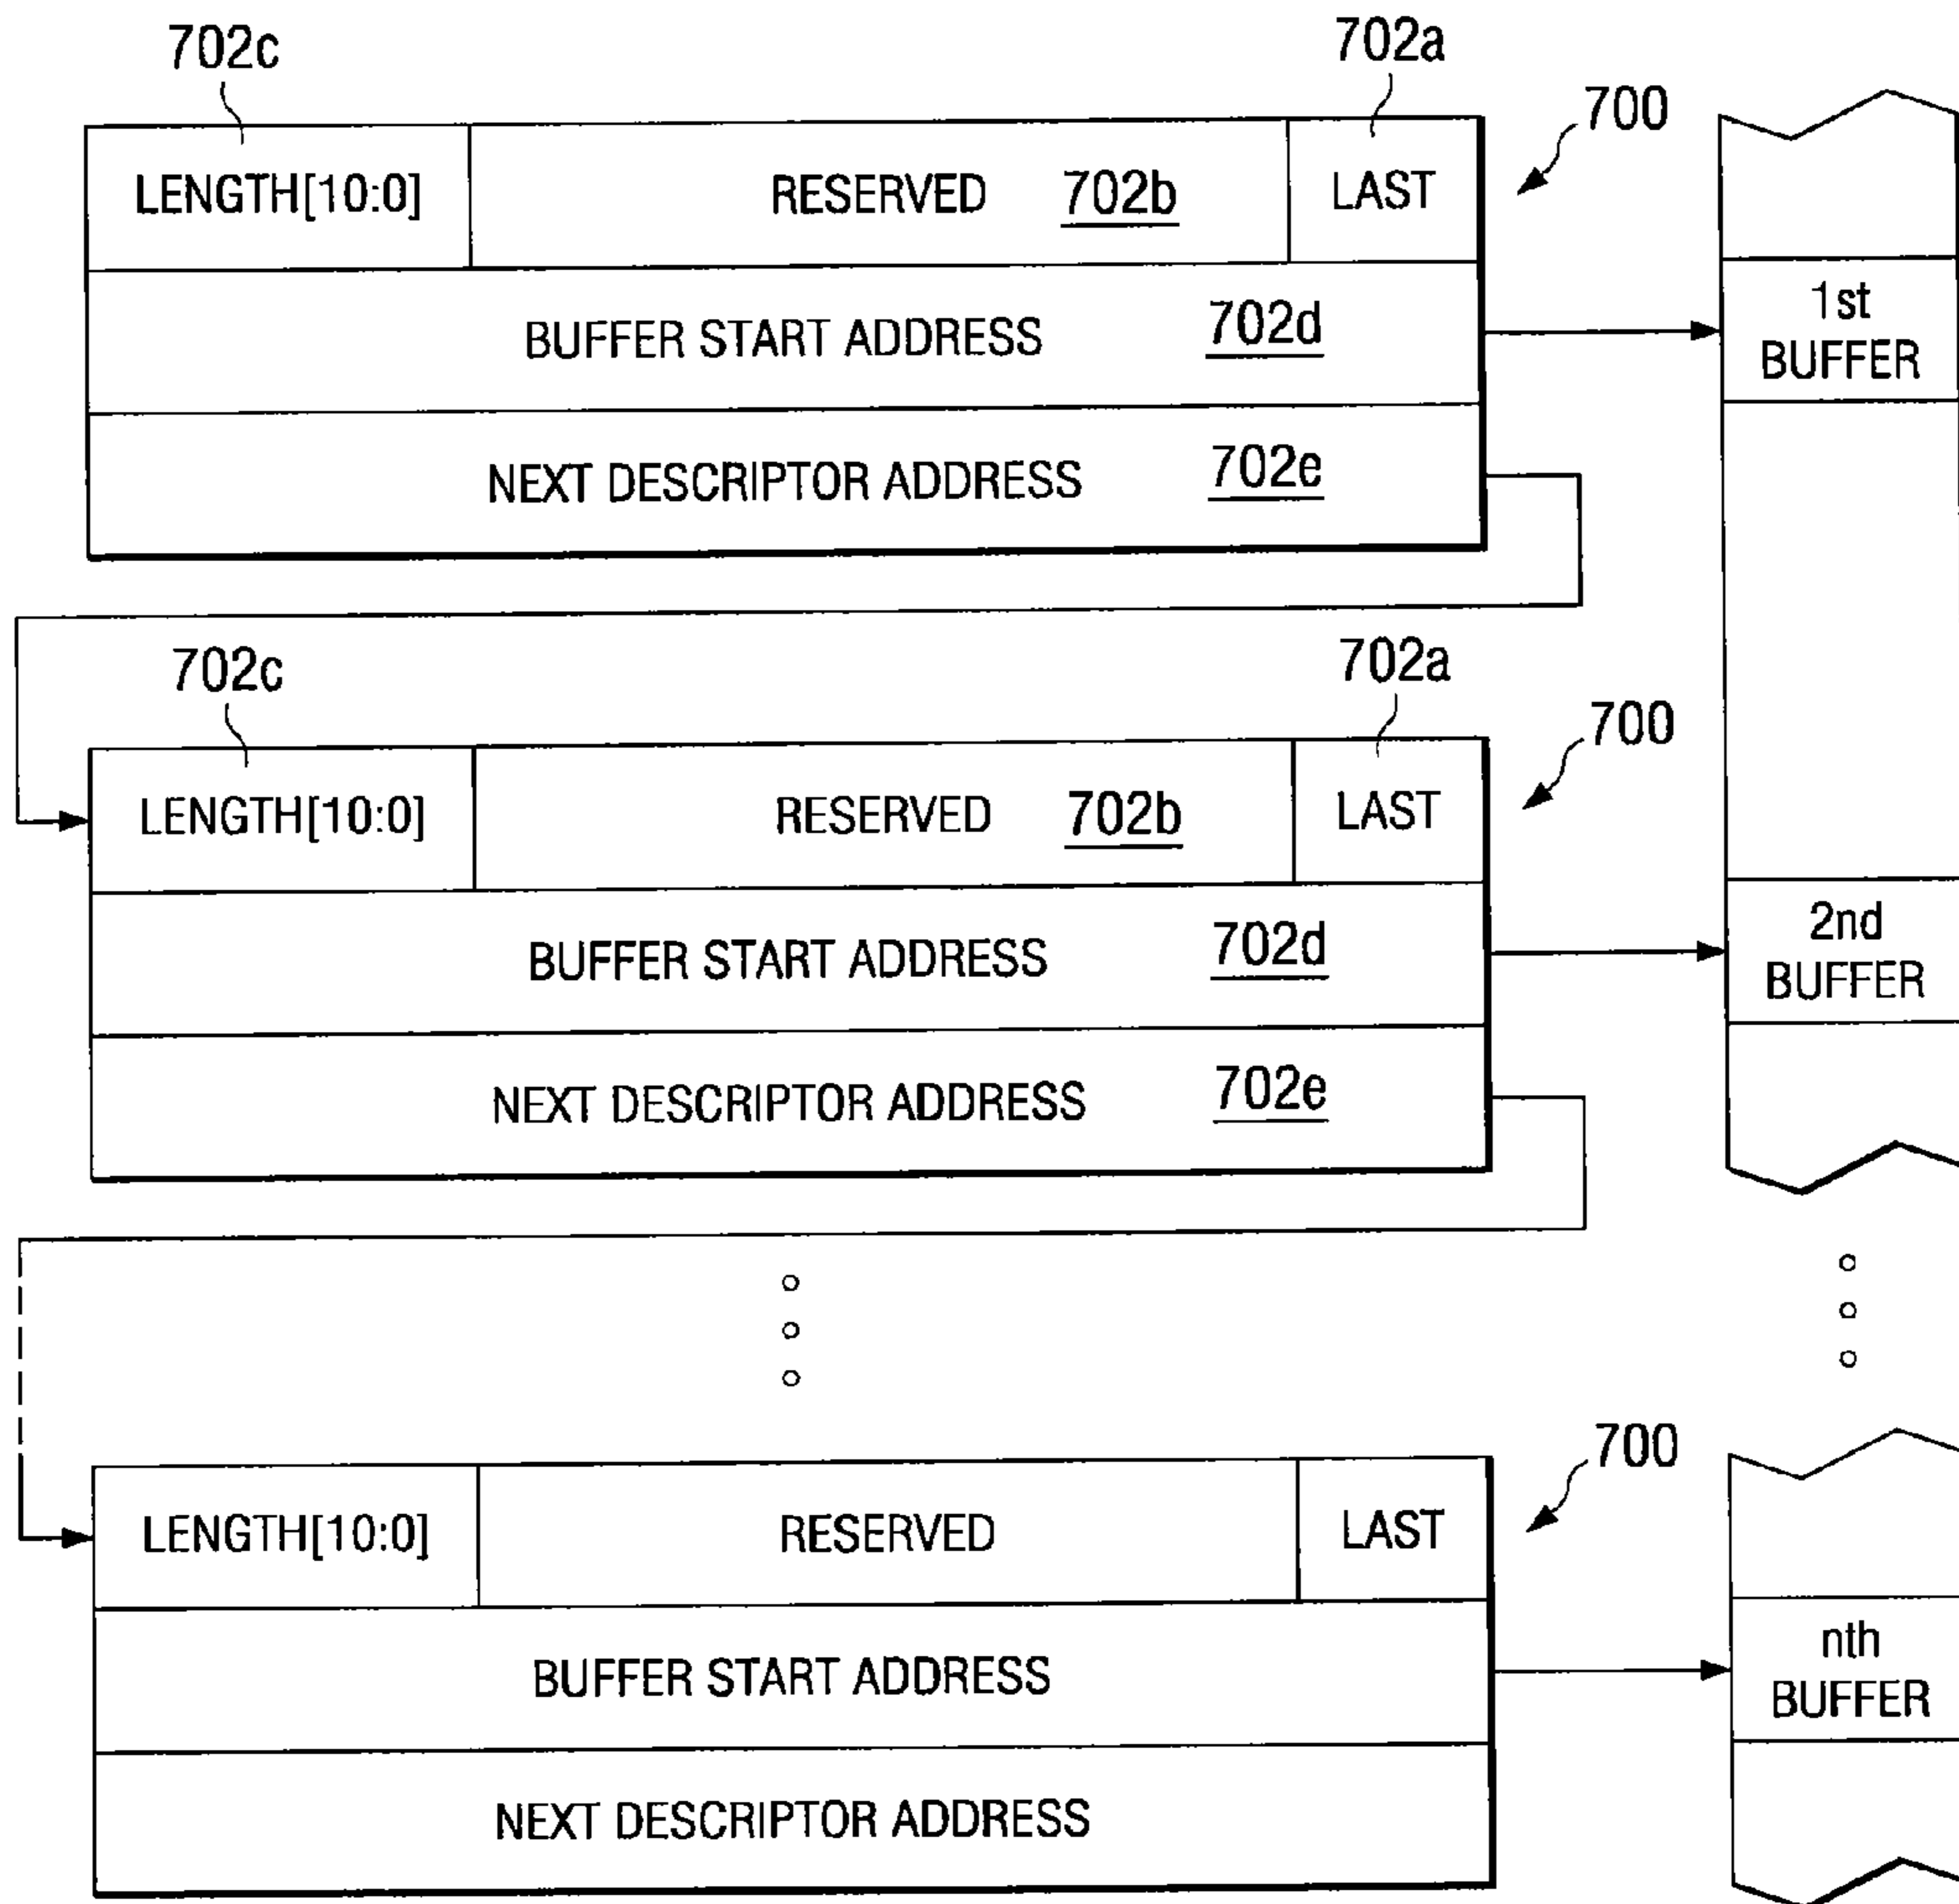 702c
702a
700
LENGTH[10:0]
RESERVED 702b
LAST
BUFFER START ADDRESS 702d
NEXT DESCRIPTOR ADDRESS 702e
1st
BUFFER
702c
702a
700
LENGTH[10:0]
RESERVED 702b
LAST
BUFFER START ADDRESS 702d
NEXT DESCRIPTOR ADDRESS 702e
2nd
BUFFER
700
LENGTH[10:0]
RESERVED
LAST
BUFFER START ADDRESS
NEXT DESCRIPTOR ADDRESS
nth
BUFFER